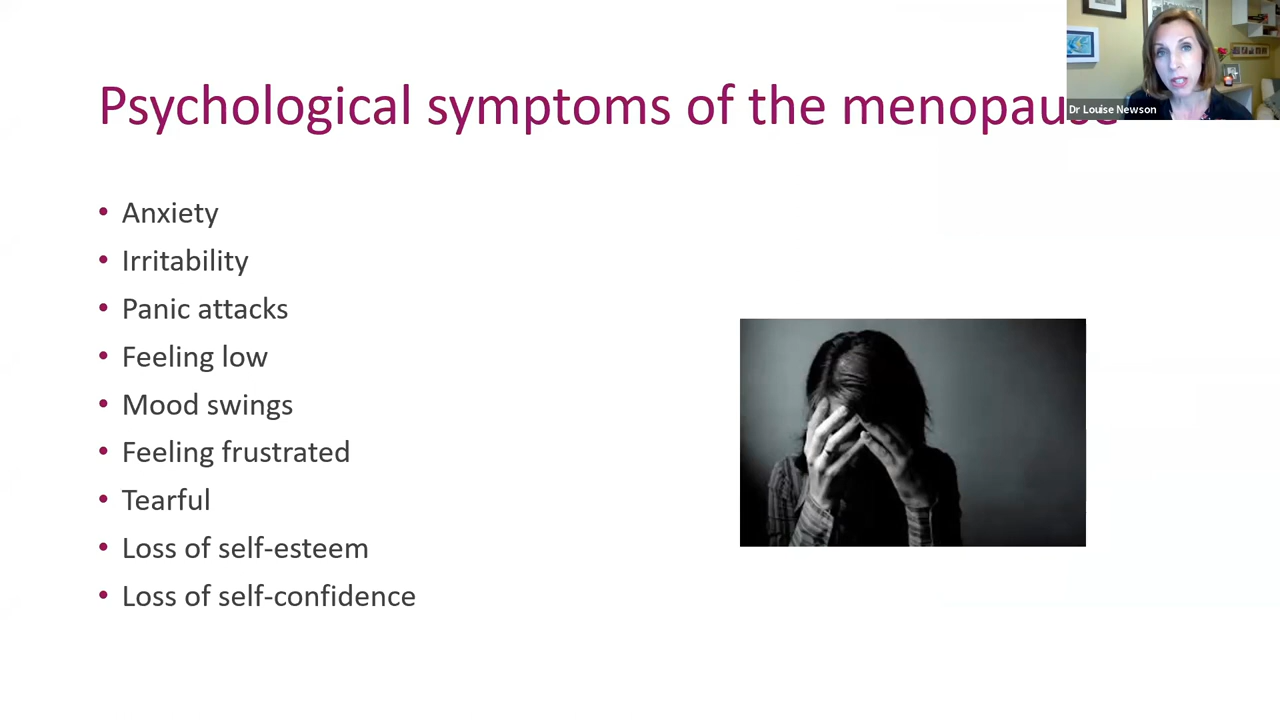 Psychological symptoms of the menopause
Dr Louise Newson
• Anxiety
• Irritability
• Panic attacks
• Feeling low
• Mood swings
• Feeling frustrated
• Tearful
• Loss of self-esteem
• Loss of self-confidence